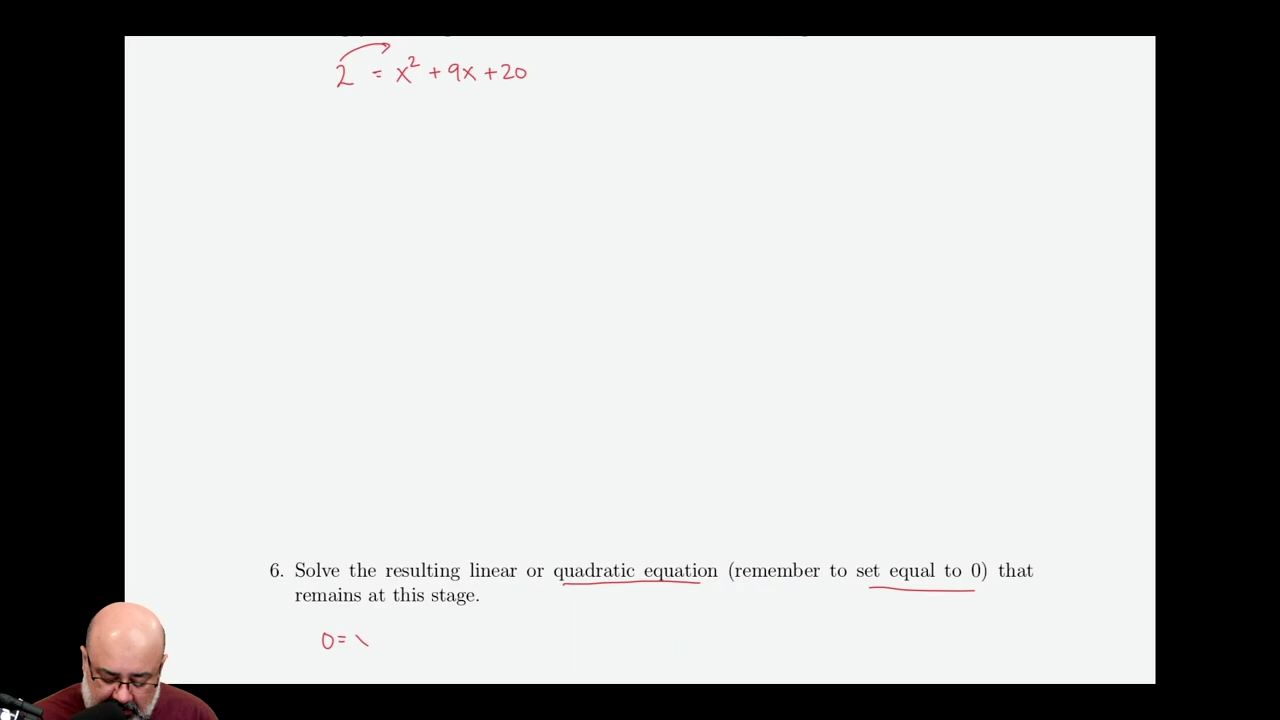 2 = x² + 9x + 20
6. Solve the resulting linear or quadratic equation (remember to set equal to 0) that
remains at this stage.
0 =